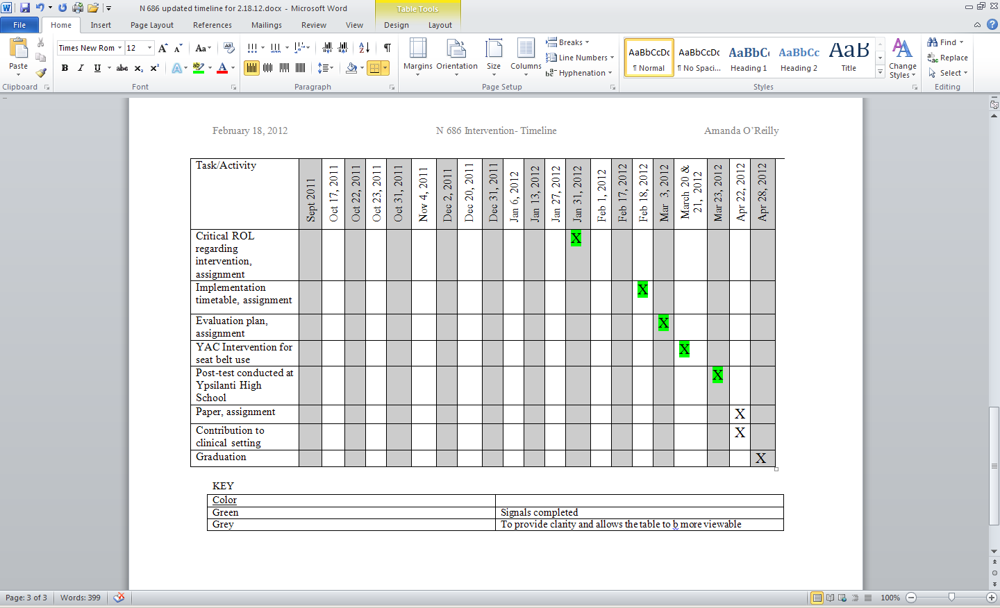 N 686 updated timeline for 2.18.12.docx - Microsoft Word
Table Tools
File Home Insert Page Layout References Mailings Review View Design Layout
Paste
Times New Rom 12
Aa
B I U abc x₂ x² A ab A
Margins Orientation Size Columns
Breaks
Line Numbers
Hyphenation
AaBbCcDc AaBbCcDc AaBbCc AaBbCc AaB
¶ Normal ¶ No Spaci... Heading 1 Heading 2 Title
Change
Styles
Find
Replace
Select
Clipboard Font Paragraph Page Setup Styles Editing
February 18, 2012 N 686 Intervention- Timeline Amanda O’Reilly
Task/Activity
Sept 2011
Oct 17, 2011
Oct 22, 2011
Oct 23, 2011
Oct 31, 2011
Nov 4, 2011
Dec 2, 2011
Dec 20, 2011
Dec 31, 2011
Jan 6, 2012
Jan 13, 2012
Jan 27, 2012
Jan 31, 2012
Feb 1, 2012
Feb 17, 2012
Feb 18, 2012
Mar 3, 2012
March 20 &
21, 2012
Mar 23, 2012
Apr 22, 2012
Apr 28, 2012
Critical ROL X
regarding
intervention,
assignment
Implementation X
timetable, assignment
Evaluation plan, X
assignment
YAC Intervention for X
seat belt use
Post-test conducted at X
Ypsilanti High
School
Paper, assignment X
Contribution to X
clinical setting
Graduation X
KEY
Color
Green Signals completed
Grey To provide clarity and allows the table to b more viewable
Page: 3 of 3 Words: 399 100%